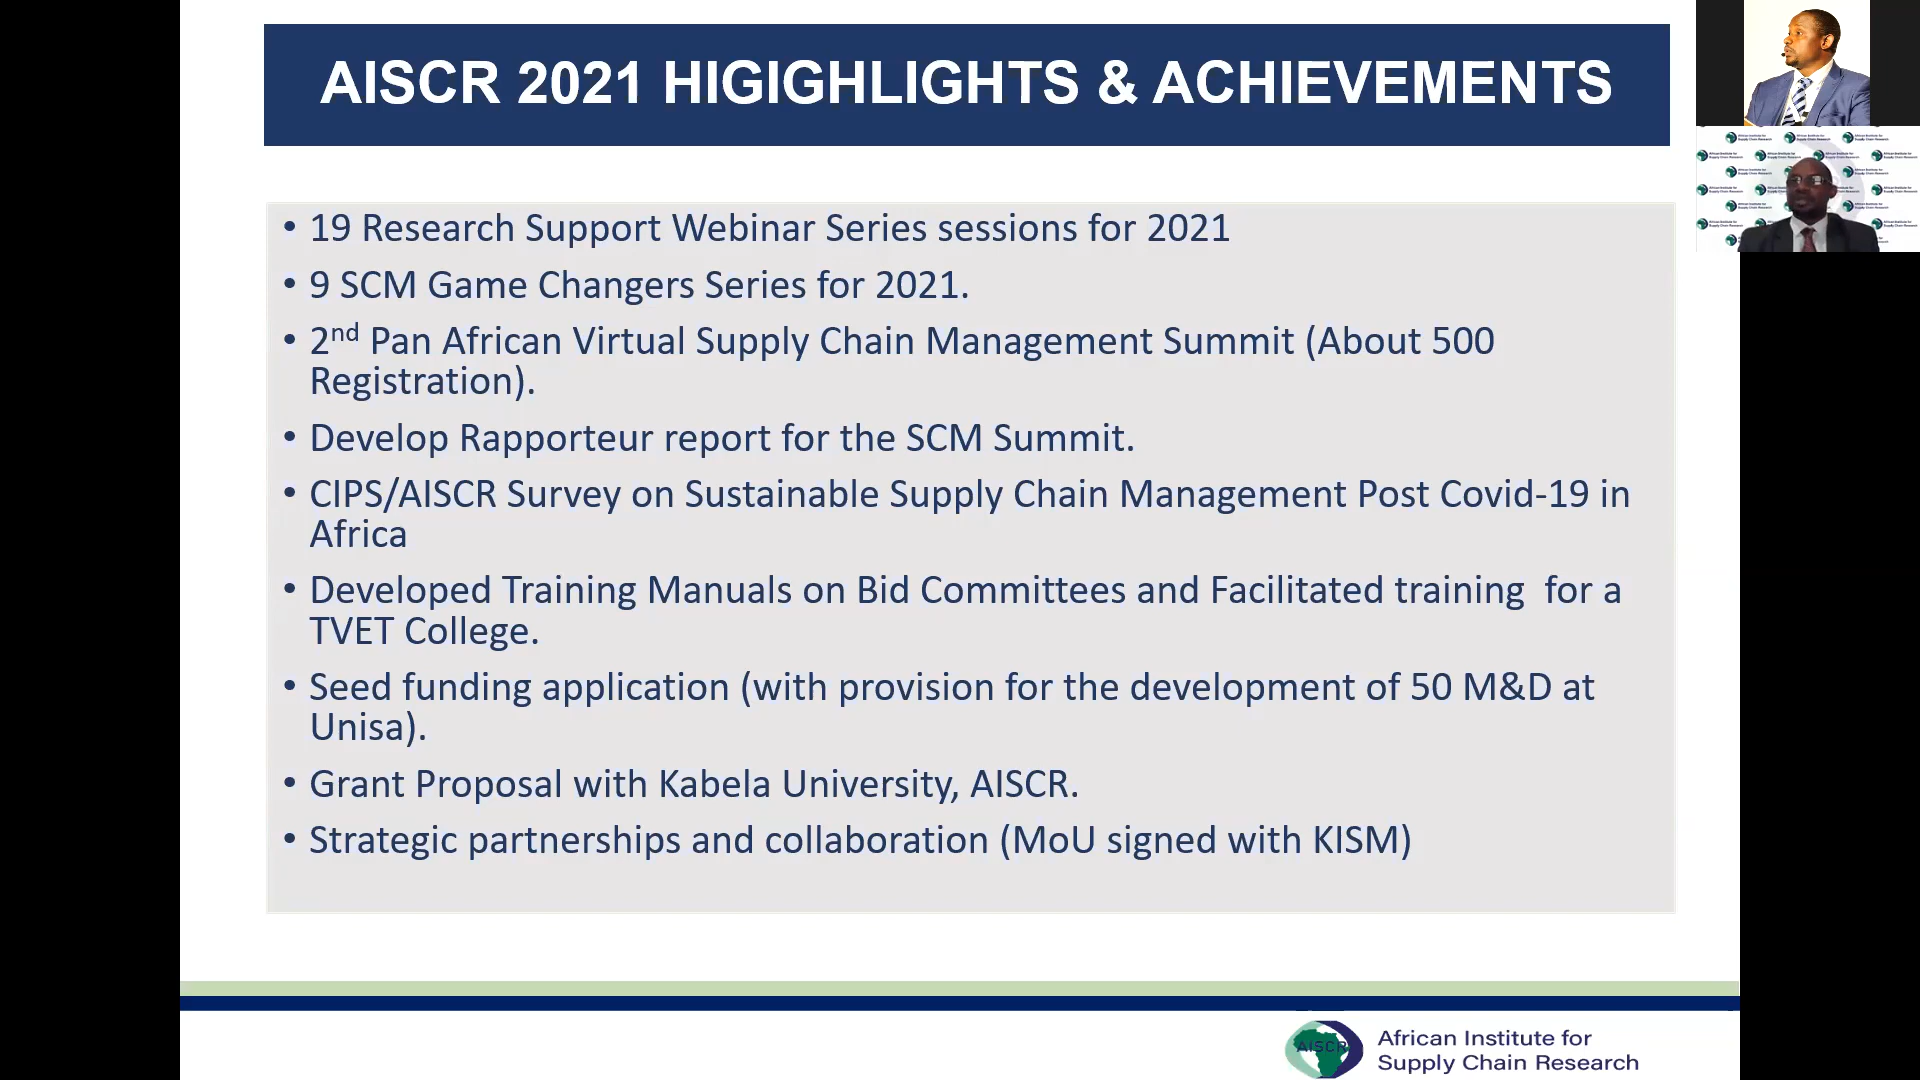 AISCR 2021 HIGIGHLIGHTS & ACHIEVEMENTS
• 19 Research Support Webinar Series sessions for 2021
• 9 SCM Game Changers Series for 2021.
• 2nd Pan African Virtual Supply Chain Management Summit (About 500
Registration).
• Develop Rapporteur report for the SCM Summit.
• CIPS/AISCR Survey on Sustainable Supply Chain Management Post Covid-19 in
Africa
• Developed Training Manuals on Bid Committees and Facilitated training  for a
TVET College.
• Seed funding application (with provision for the development of 50 M&D at
Unisa).
• Grant Proposal with Kabela University, AISCR.
• Strategic partnerships and collaboration (MoU signed with KISM)
AISCR
African Institute for
Supply Chain Research